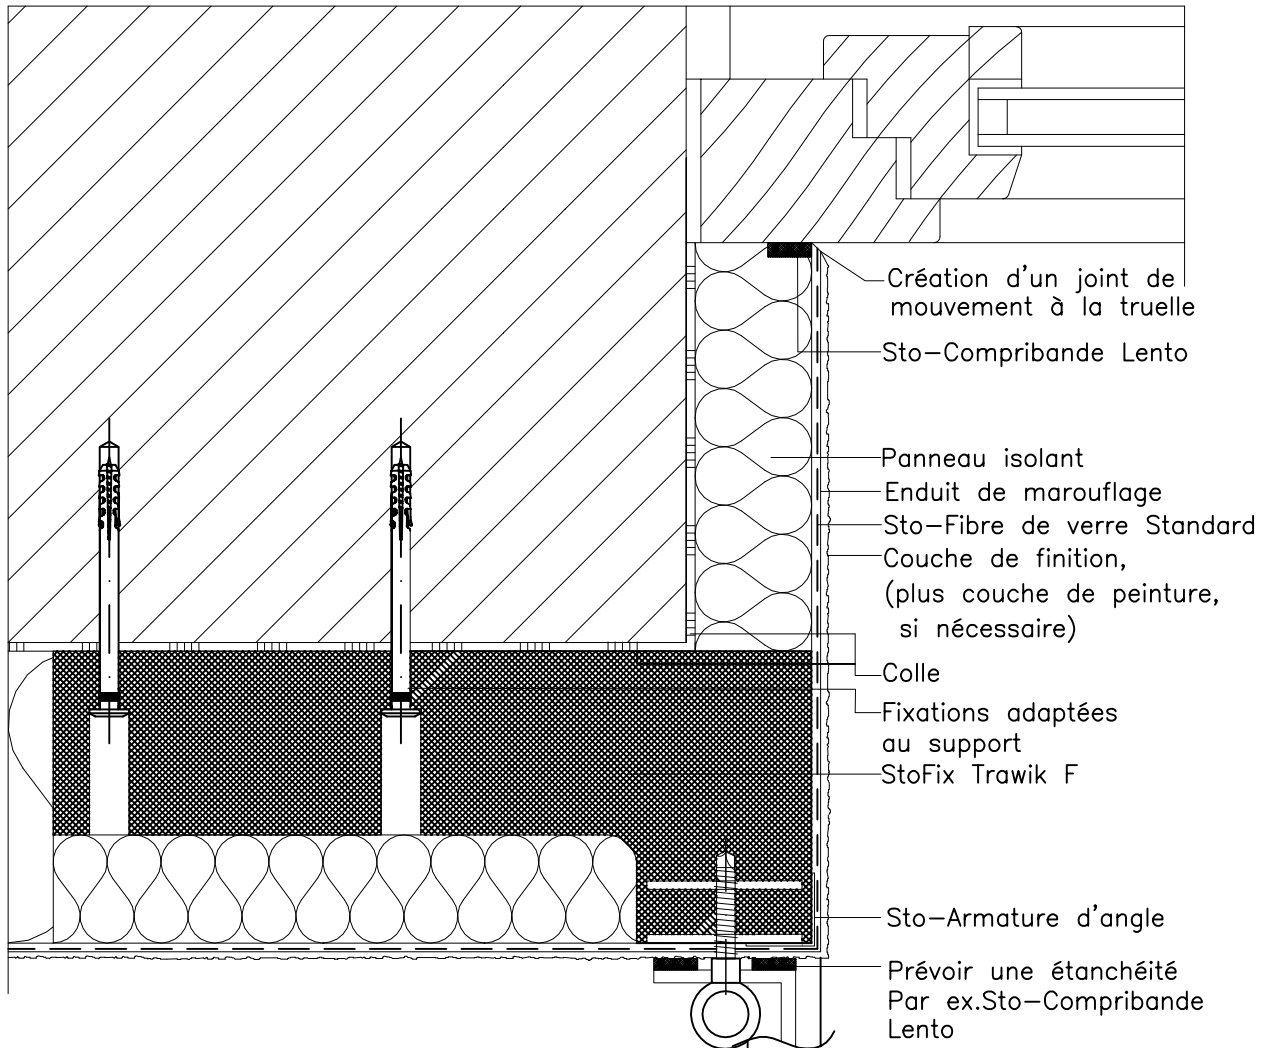 Création d'un joint de
mouvement à la truelle
Sto-Compribande Lento
Panneau isolant
Enduit de marouflage
Sto-Fibre de verre Standard
Couche de finition,
(plus couche de peinture,
si nécessaire)
Colle
Fixations adaptées
au support
StoFix Trawik F
Sto-Armature d'angle
Prévoir une étanchéité
Par ex.Sto-Compribande
Lento